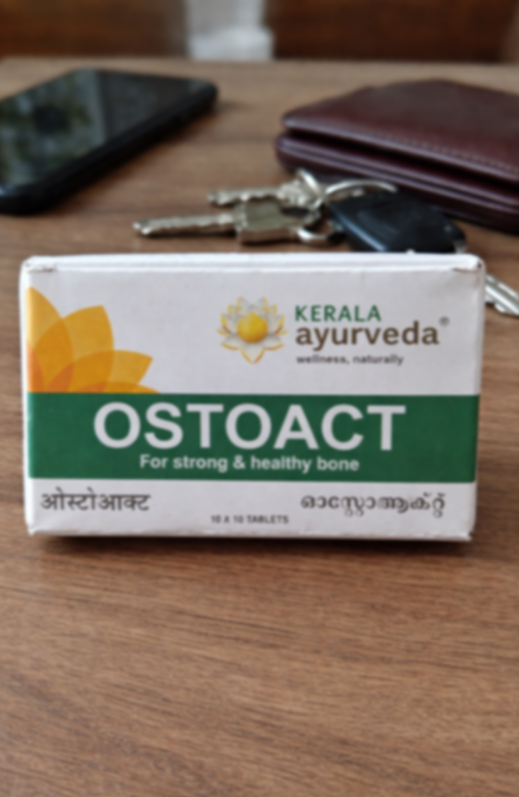 KERALA
ayurveda®
wellness, naturally
OSTOACT
For strong & healthy bone
ओस्टोआक्ट
ഓസ്റ്റോആക്റ്റ്
10 X 10 TABLETS